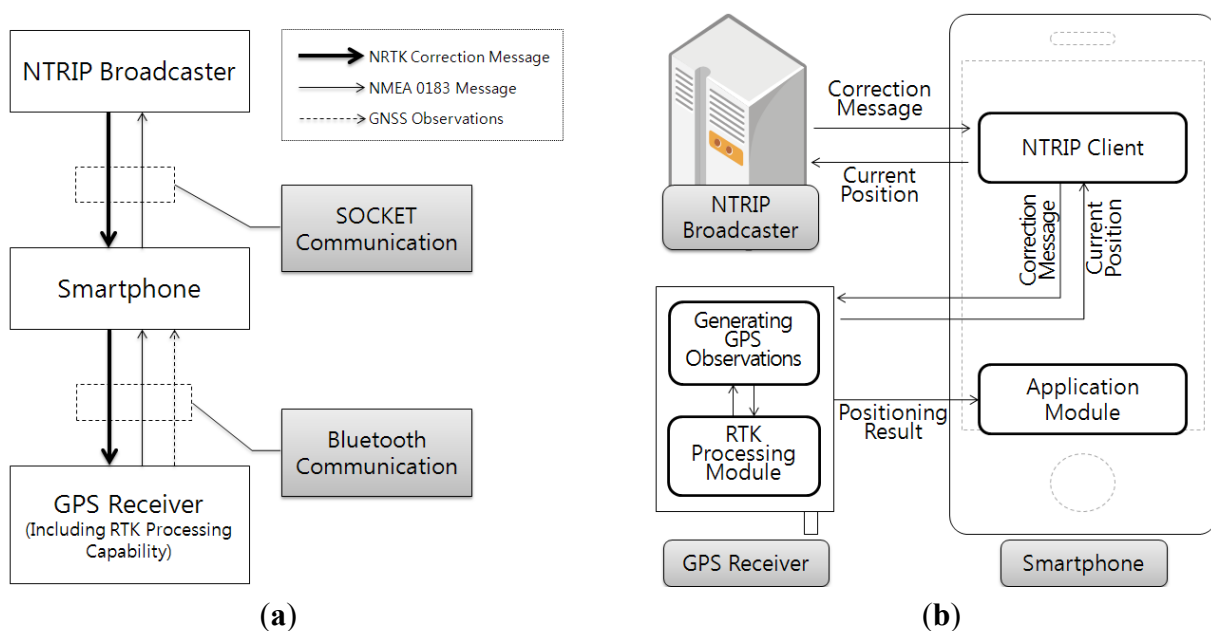 NTRIP Broadcaster
NRTK Correction Message
NMEA 0183 Message
GNSS Observations
SOCKET
Communication
Smartphone
Bluetooth
Communication
GPS Receiver
(Including RTK Processing
Capability)
(a)
Correction
Message
Current
Position
NTRIP
Broadcaster
NTRIP Client
Correction
Message
Current
Position
Generating
GPS
Observations
RTK
Processing
Module
Positioning
Result
Application
Module
GPS Receiver
Smartphone
(b)